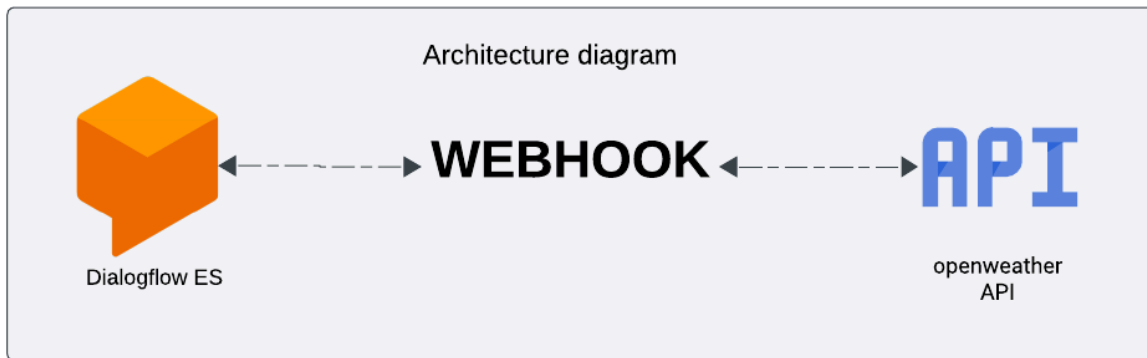 Architecture diagram
WEBHOOK
API
Dialogflow ES
openweather
API